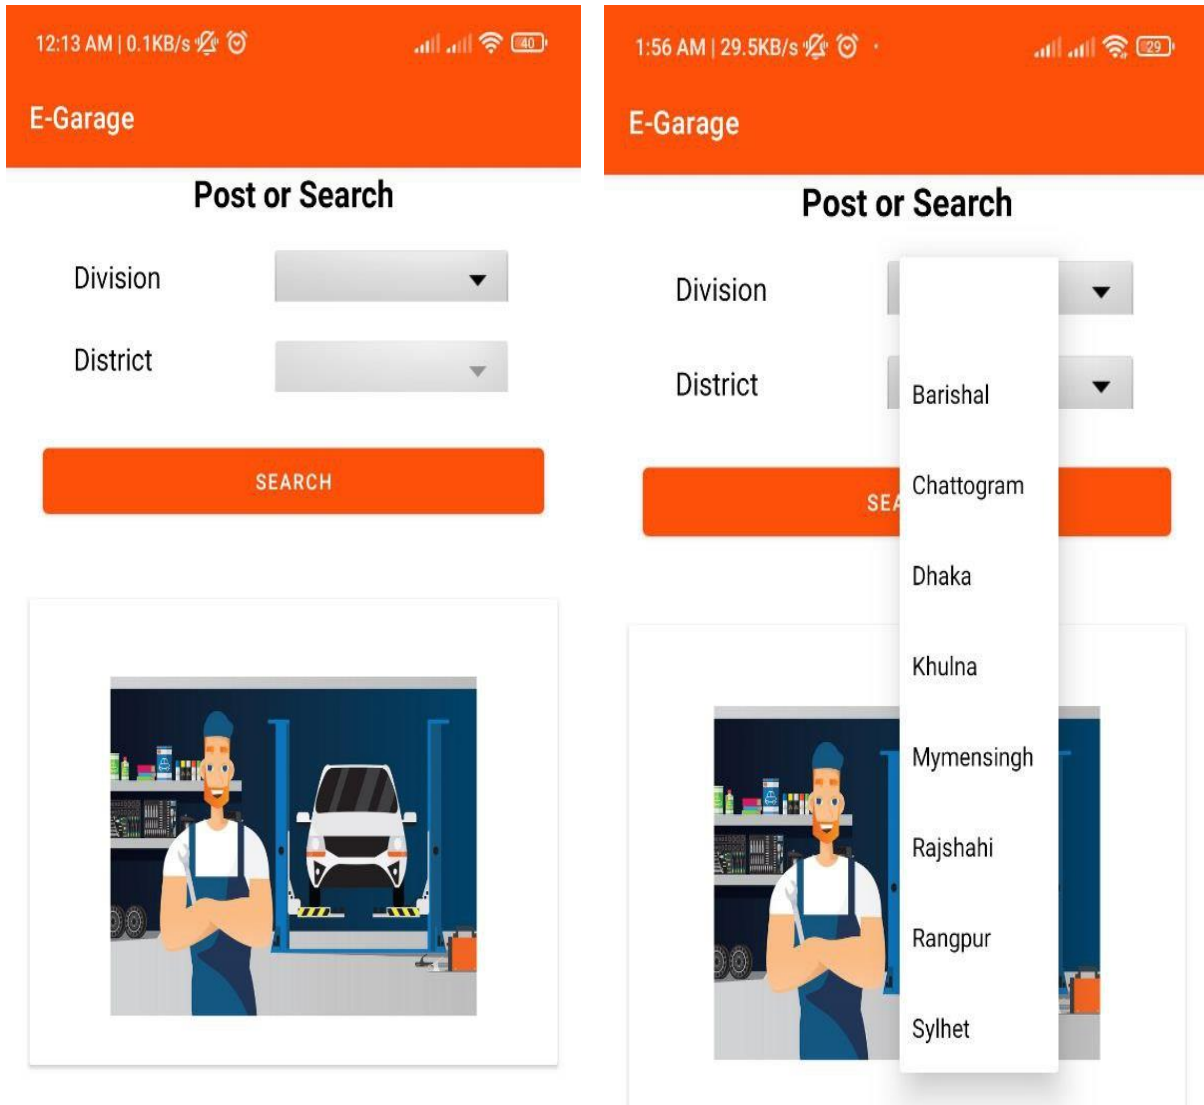 12:13 AM | 0.1KB/s
40
E-Garage
Post or Search
Division
District
SEARCH
1:56 AM | 29.5KB/s
29
E-Garage
Post or Search
Division
District
SEA
Barishal
Chattogram
Dhaka
Khulna
Mymensingh
Rajshahi
Rangpur
Sylhet